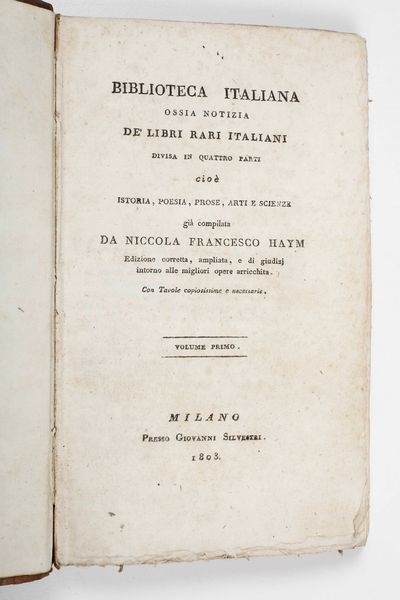 BIBLIOTECA ITALIANA
OSSIA NOTIZIA
DE' LIBRI RARI ITALIANI
DIVISA IN QUATTRO PARTI
cioè
ISTORIA, POESIA, PROSE, ARTI E SCIENZE
già compilata
DA NICCOLA FRANCESCO HAYM
Edizione corretta, ampliata, e di giudizj
intorno alle migliori opere arricchita.
Con Tavole copiosissime e necessarie.
VOLUME PRIMO.
MILANO
PRESSO GIOVANNI SILVESTRI.
1803.